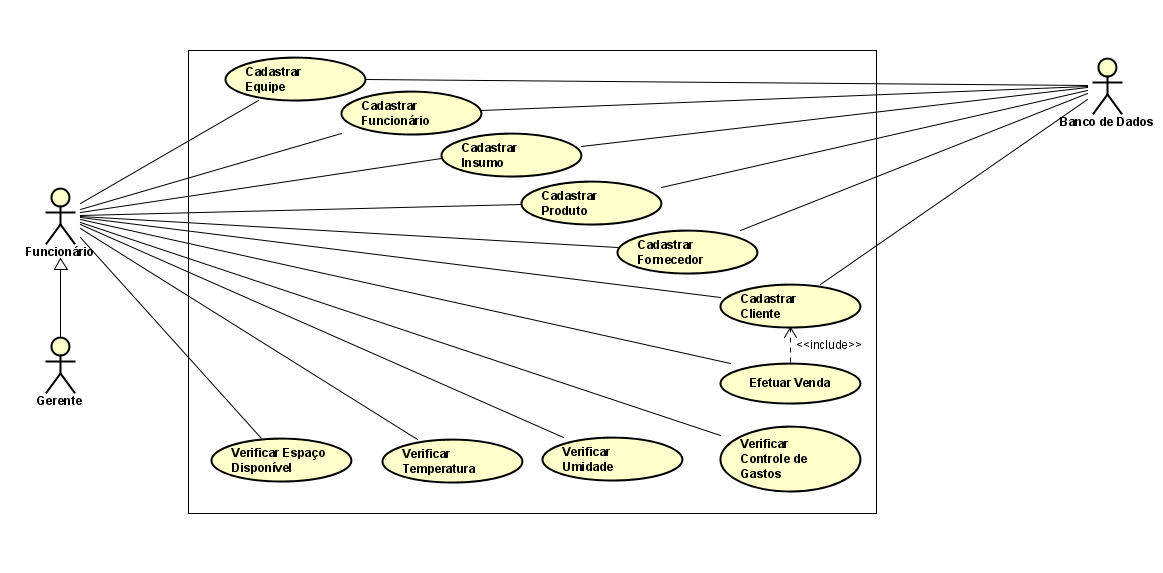 Cadastrar
Equipe
Cadastrar
Funcionário
Banco de Dados
Cadastrar
Insumo
Cadastrar
Produto
Funcionário
Cadastrar
Fornecedor
Cadastrar
Cliente
<<include>>
Efetuar Venda
Gerente
Verificar Espaço
Disponível
Verificar
Temperatura
Verificar
Umidade
Verificar
Controle de
Gastos